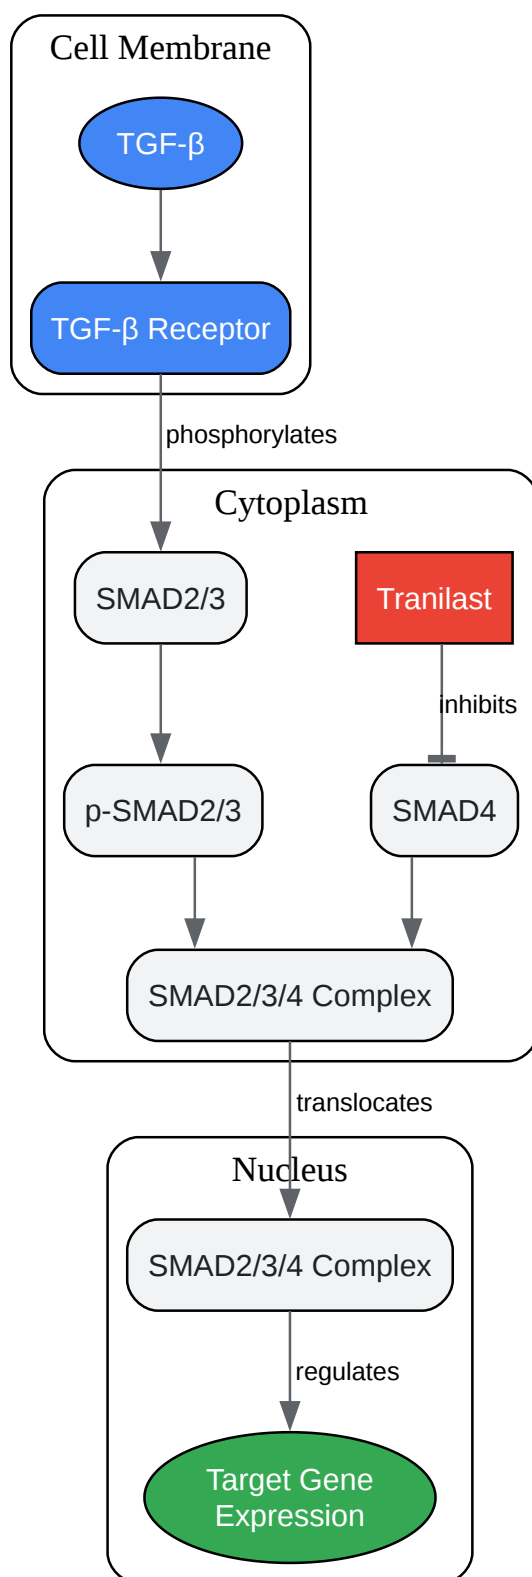 Cell Membrane
TGF-β
TGF-β Receptor
phosphorylates
Cytoplasm
SMAD2/3
Tranilast
inhibits
p-SMAD2/3
SMAD4
SMAD2/3/4 Complex
translocates
Nucleus
SMAD2/3/4 Complex
regulates
Target Gene
Expression